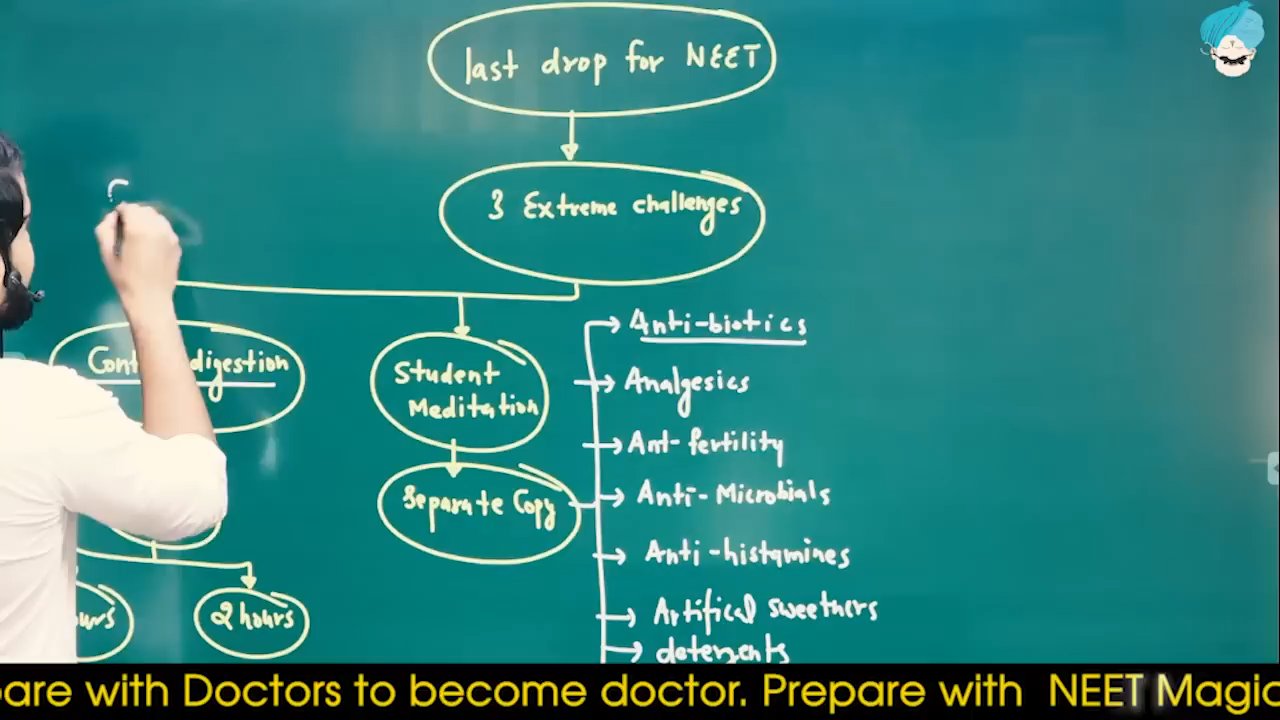 last drop for NEET
3 Extreme challenges
digestion
Student
Meditation
Separate Copy
2 hours
Anti-biotics
Analgesics
Ant-fertility
Anti-Microbials
Anti-histamines
Artifical sweetners
detergents
with Doctors to become doctor. Prepare with NEET Magic